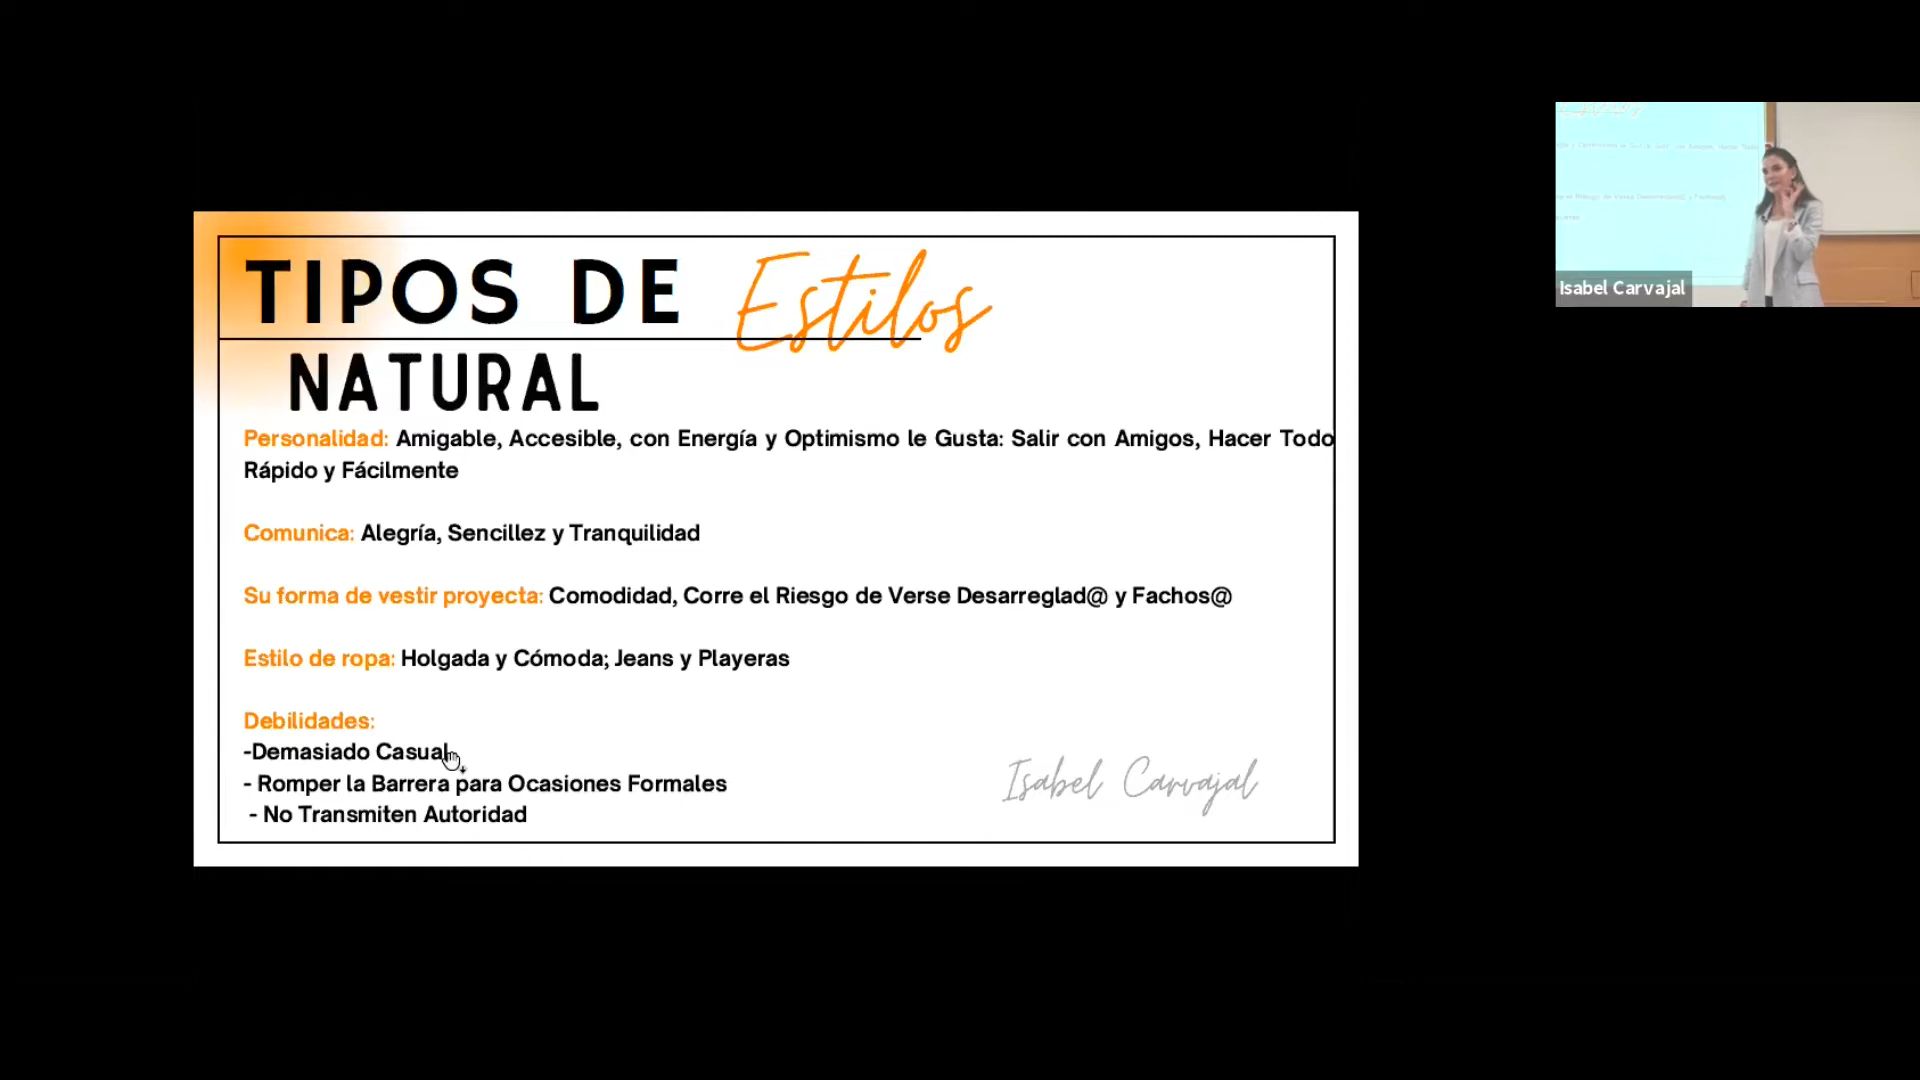 TIPOS DE Estilos
NATURAL
Personalidad: Amigable, Accesible, con Energía y Optimismo le Gusta: Salir con Amigos, Hacer Todo
Rápido y Fácilmente
Comunica: Alegría, Sencillez y Tranquilidad
Su forma de vestir proyecta: Comodidad, Corre el Riesgo de Verse Desarreglad@ y Fachos@
Estilo de ropa: Holgada y Cómoda; Jeans y Playeras
Debilidades:
-Demasiado Casual
- Romper la Barrera para Ocasiones Formales
- No Transmiten Autoridad
Isabel Carvajal
Isabel Carvajal